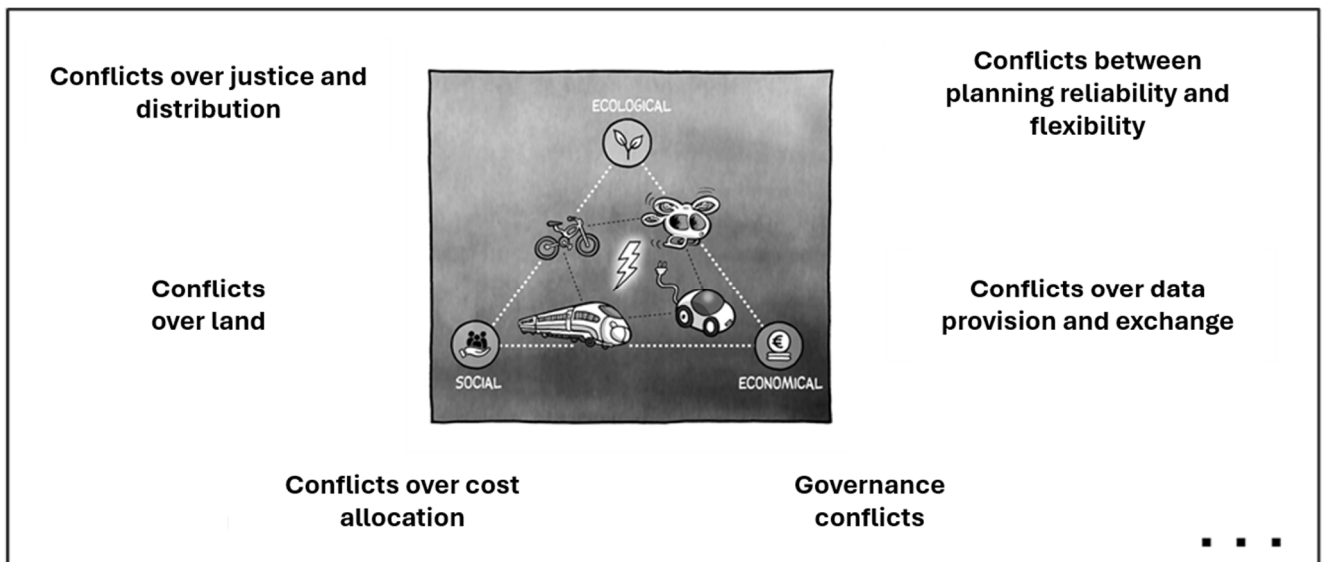 Conflicts over justice and
distribution
Conflicts between
planning reliability and
flexibility
ECOLOGICAL
Conflicts
over land
Conflicts over data
provision and exchange
€
SOCIAL
ECONOMICAL
Conflicts over cost
allocation
Governance
conflicts
...